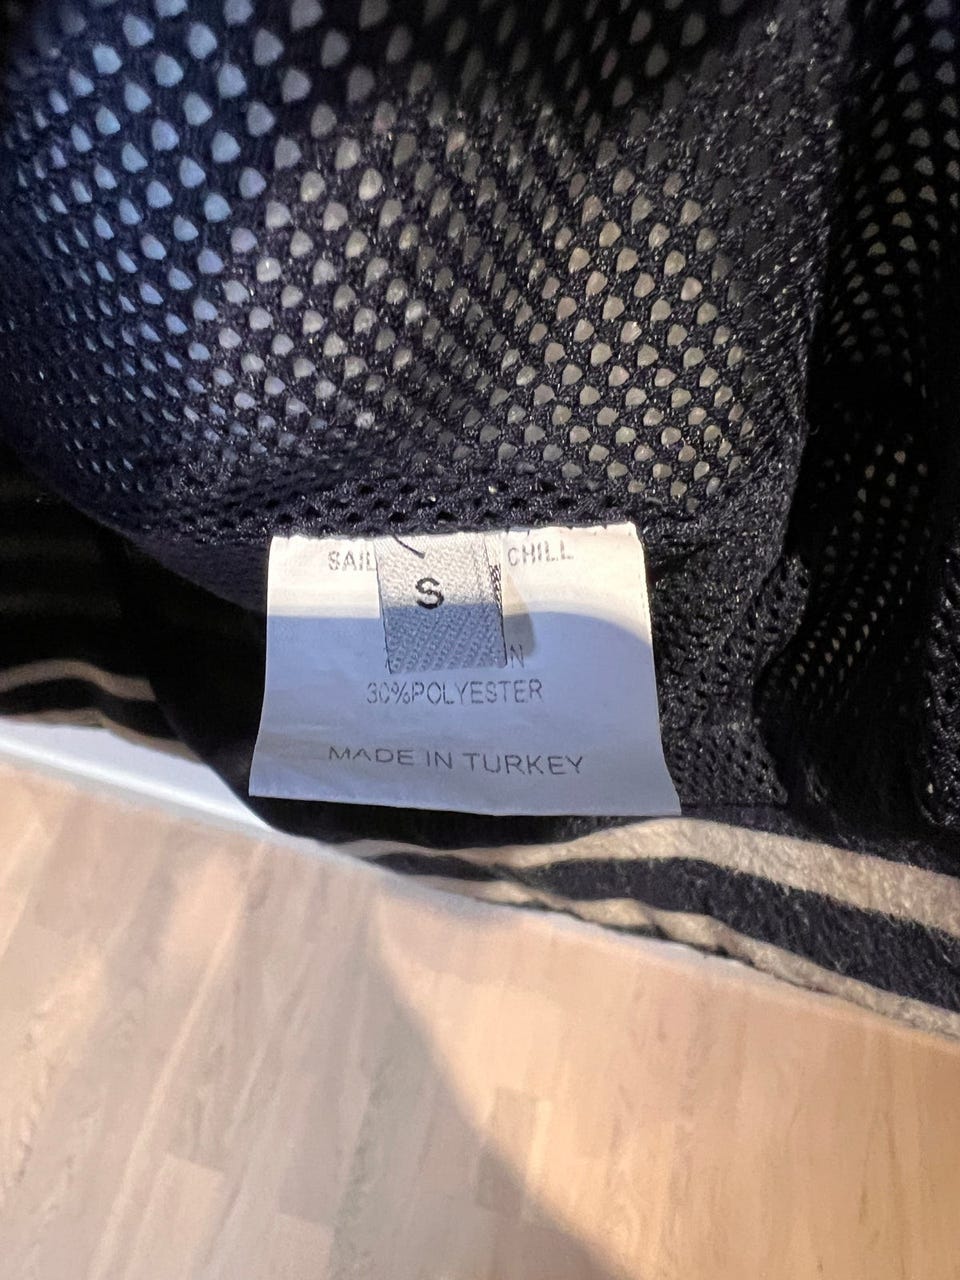 SAIL CHILL
S
N
30%POLYESTER
MADE IN TURKEY